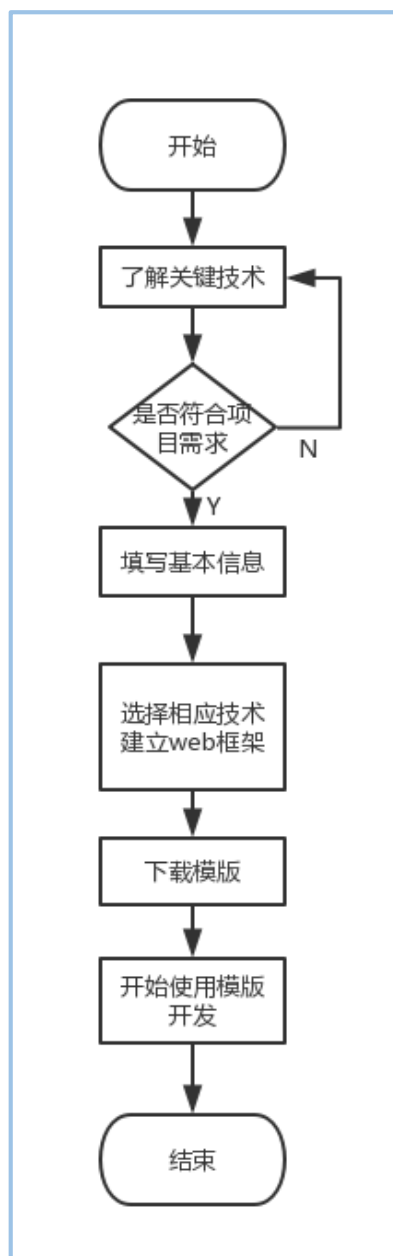 开始
了解关键技术
是否符合项
目需求
N
Y
填写基本信息
选择相应技术
建立web框架
下载模版
开始使用模版
开发
结束